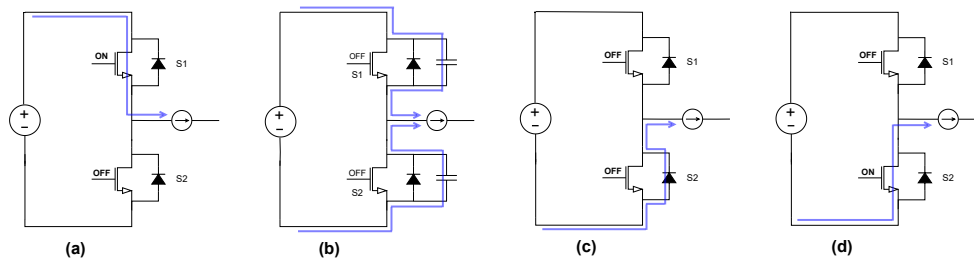 ON
S1
+
−
OFF
S2
(a)
OFF
S1
+
−
OFF
S2
(b)
OFF
S1
+
−
OFF
S2
(c)
OFF
S1
+
−
ON
S2
(d)